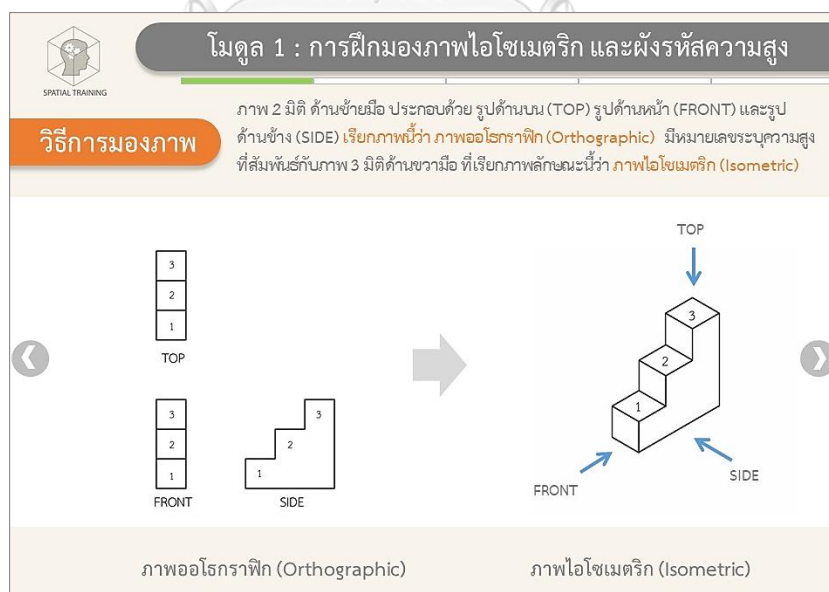 โมดูล 1 : การฝึกมองภาพไอโซเมตริก และผังรหัสความสูง
SPATIAL TRAINING
วิธีการมองภาพ
ภาพ 2 มิติ ด้านซ้ายมือ ประกอบด้วย รูปด้านบน (TOP) รูปด้านหน้า (FRONT) และรูป
ด้านข้าง (SIDE) เรียกภาพนี้ว่า ภาพออโธกราฟิก (Orthographic) มีหมายเลขระบุความสูง
ที่สัมพันธ์กับภาพ 3 มิติด้านขวามือ ที่เรียกภาพลักษณะนี้ว่า ภาพไอโซเมตริก (Isometric)
3
2
1
TOP
3
2
1
FRONT
3
2
1
SIDE
TOP
3
2
1
FRONT
SIDE
ภาพออโธกราฟิก (Orthographic)
ภาพไอโซเมตริก (Isometric)